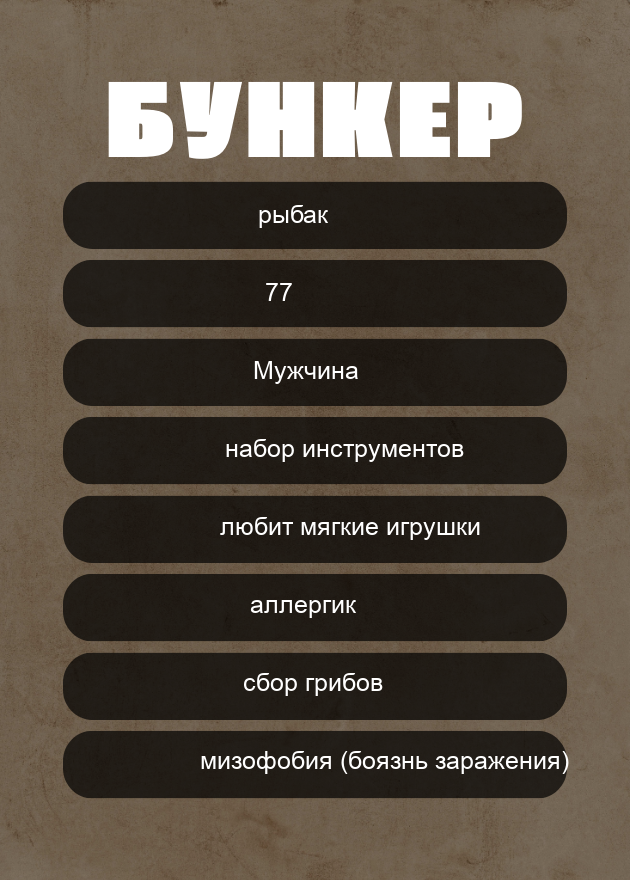 БУНКЕР
рыбак
77
Мужчина
набор инструментов
любит мягкие игрушки
аллергик
сбор грибов
мизофобия (боязнь заражения)